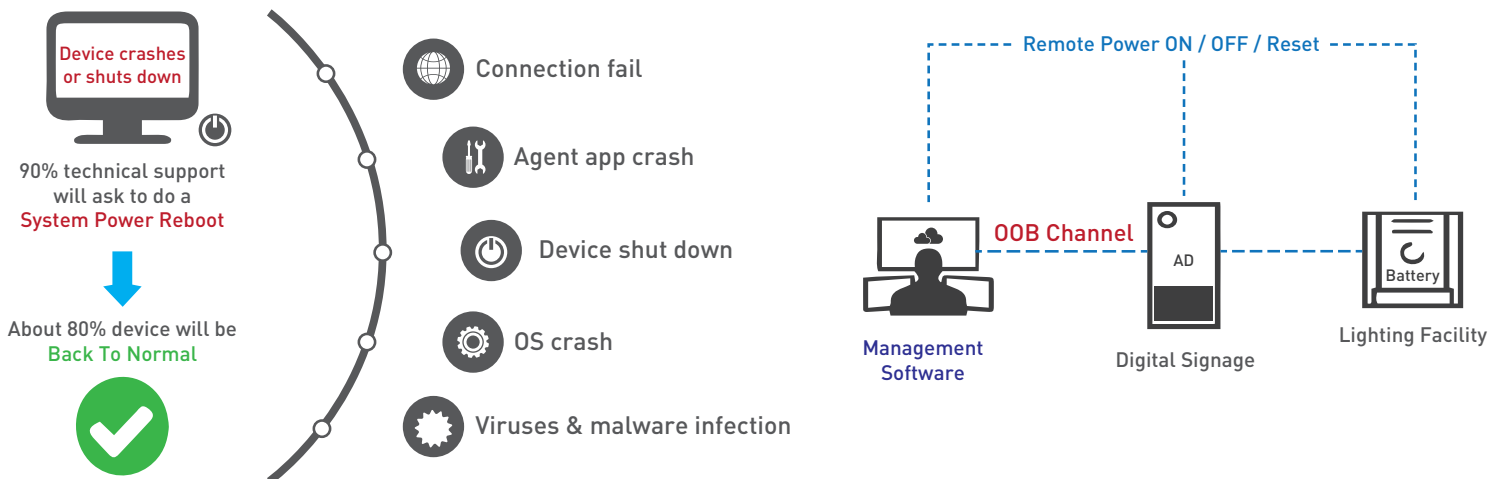 Device crashes
or shuts down
90% technical support
will ask to do a
System Power Reboot
About 80% device will be
Back To Normal
Connection fail
Agent app crash
Device shut down
OS crash
Viruses & malware infection
Remote Power ON / OFF / Reset
OOB Channel
AD
Battery
Management
Software
Digital Signage
Lighting Facility